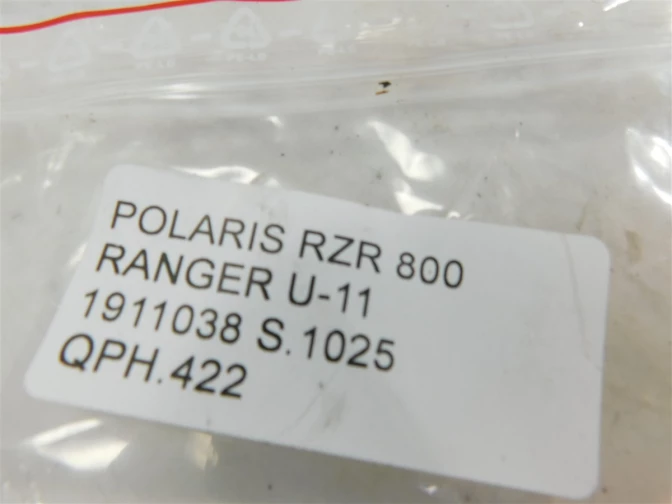 POLARIS RZR 800
RANGER U-11
1911038 S.1025
QPH.422